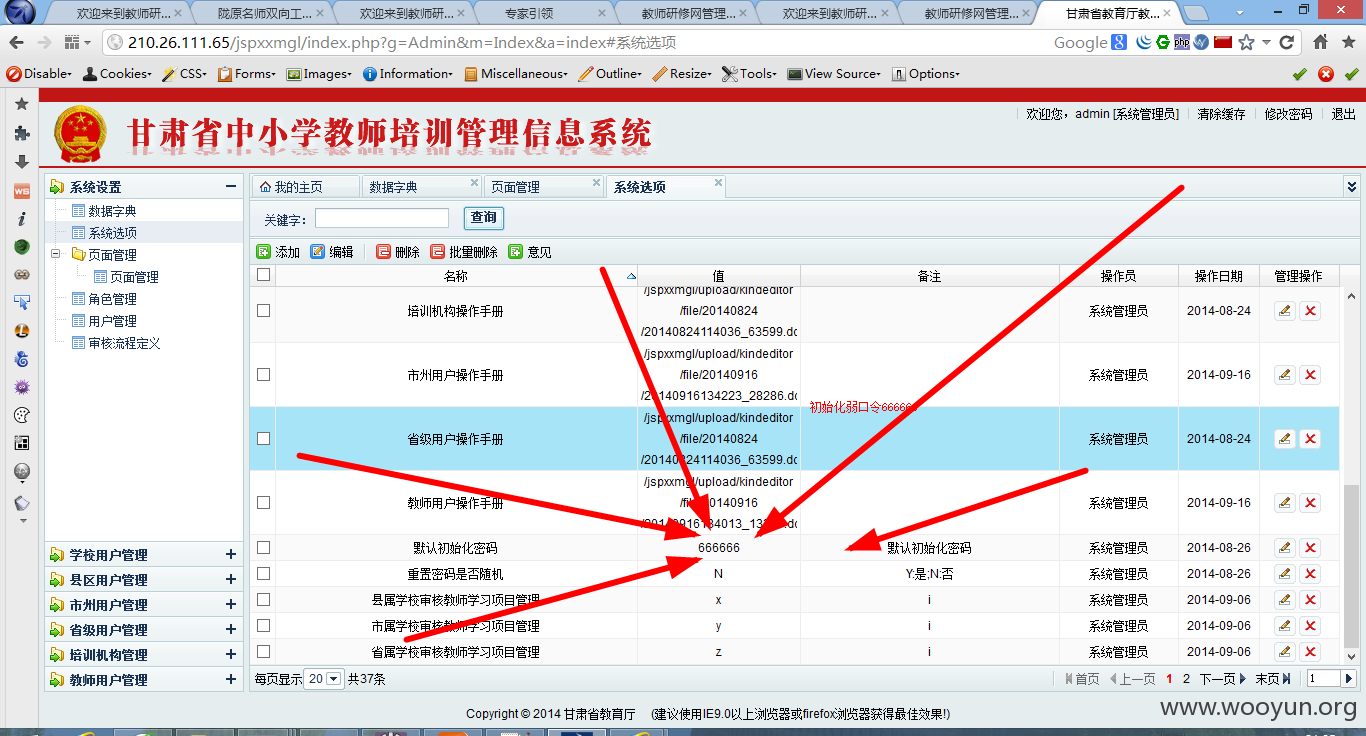 欢迎来到教师研...
陇原名师双向工...
欢迎来到教师研...
专家引领
教师研修网管理...
欢迎来到教师研...
教师研修网管理...
甘肃省教育厅教...
210.26.111.65/jspxxmgl/index.php?g=Admin&m=Index&a=index#系统选项
Google
Disable Cookies CSS Forms Images Information Miscellaneous Outline Resize Tools View Source Options
甘肃省中小学教师培训管理信息系统
欢迎您，admin [系统管理员] 清除缓存 修改密码 退出
系统设置
数据字典
系统选项
页面管理
页面管理
角色管理
用户管理
审核流程定义
学校用户管理
县区用户管理
市州用户管理
省级用户管理
培训机构管理
教师用户管理
我的主页 数据字典 页面管理 系统选项
关键字： 查询
添加 编辑 删除 批量删除 意见
名称 值 备注 操作员 操作日期 管理操作
/jspxxmgl/upload/kindeditor
培训机构操作手册 /file/20140824 系统管理员 2014-08-24
/20140824114036_63599.dc
/jspxxmgl/upload/kindeditor
市州用户操作手册 /file/20140916 系统管理员 2014-09-16
/20140916134223_28286.dc
初始化弱口令666666
/jspxxmgl/upload/kindeditor
省级用户操作手册 /file/20140824 系统管理员 2014-08-24
/20140824114036_63599.dc
/jspxxmgl/upload/kindeditor
教师用户操作手册 /file/20140916 系统管理员 2014-09-16
默认初始化密码 666666 默认初始化密码 系统管理员 2014-08-26
重置密码是否随机 N Y:是;N:否 系统管理员 2014-08-26
县属学校审核教师学习项目管理 x i 系统管理员 2014-09-06
市属学校审核教师学习项目管理 y i 系统管理员 2014-09-06
省属学校审核教师学习项目管理 z i 系统管理员 2014-09-06
每页显示 20 共37条
首页 上一页 1 2 下一页 末页 1
Copyright © 2014 甘肃省教育厅 (建议使用IE9.0以上浏览器或firefox浏览器获得最佳效果!)
www.wooyun.org